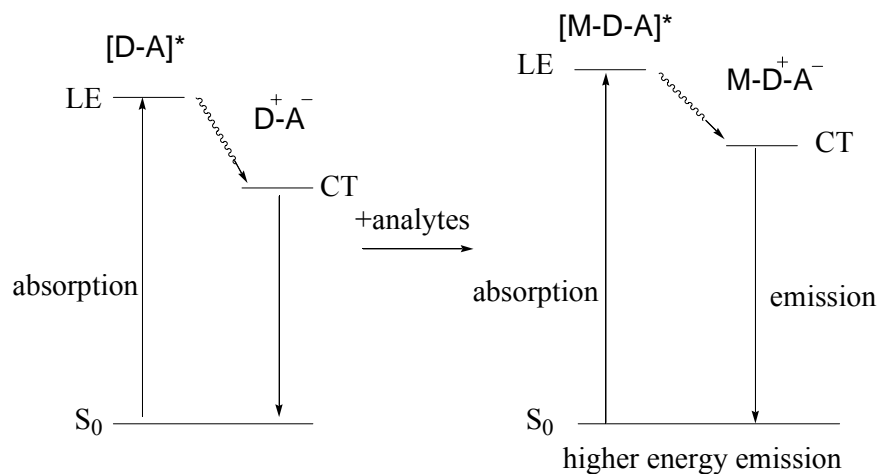 [D-A]*
LE
D⁺-A⁻
CT
absorption
S₀
+analytes
[M-D-A]*
LE
M-D⁺-A⁻
CT
absorption
emission
S₀
higher energy emission